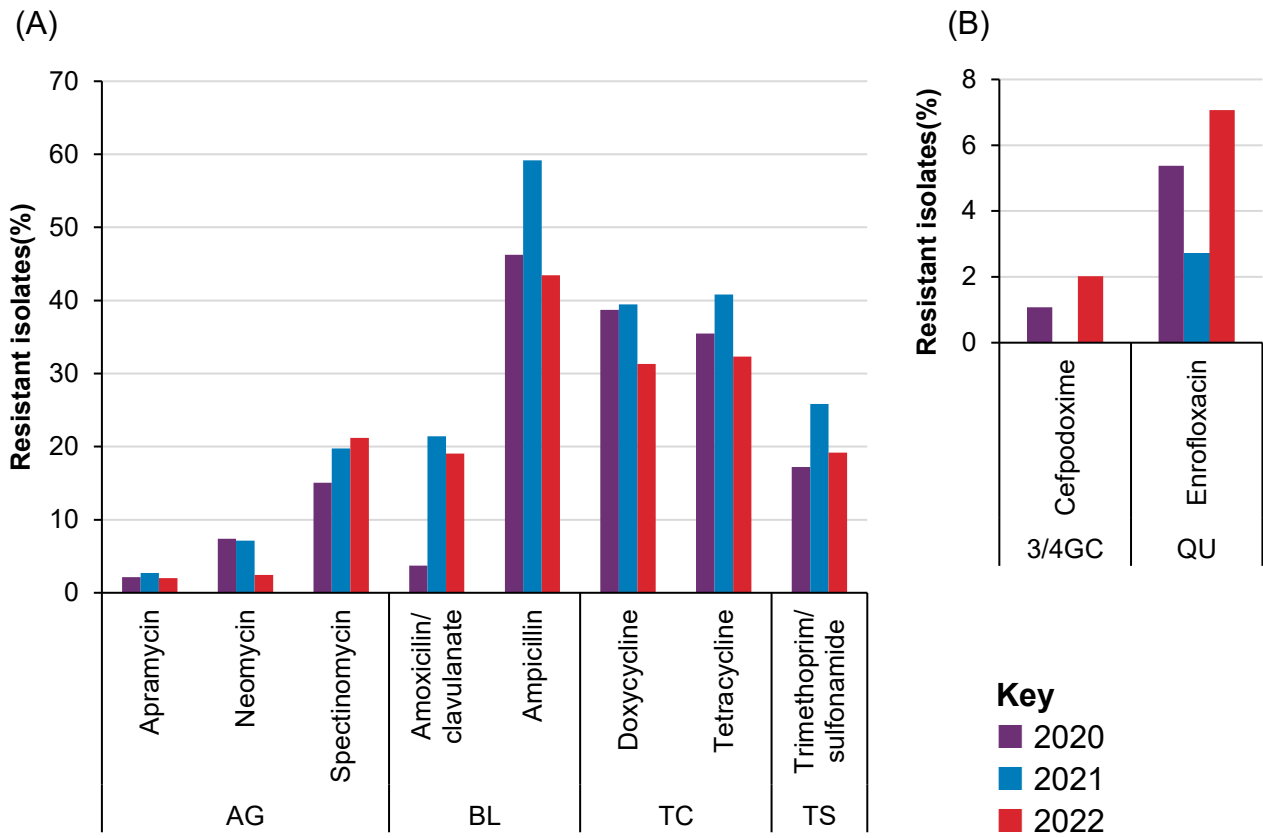 (A)
Resistant isolates(%)
70
60
50
40
30
20
10
0
Apramycin
Neomycin
Spectinomycin
Amoxicilin/
clavulanate
Ampicillin
Doxycycline
Tetracycline
Trimethoprim/
sulfonamide
AG
BL
TC
TS
(B)
Resistant isolates(%)
8
6
4
2
0
Cefpodoxime
Enrofloxacin
3/4GC
QU
Key
2020
2021
2022